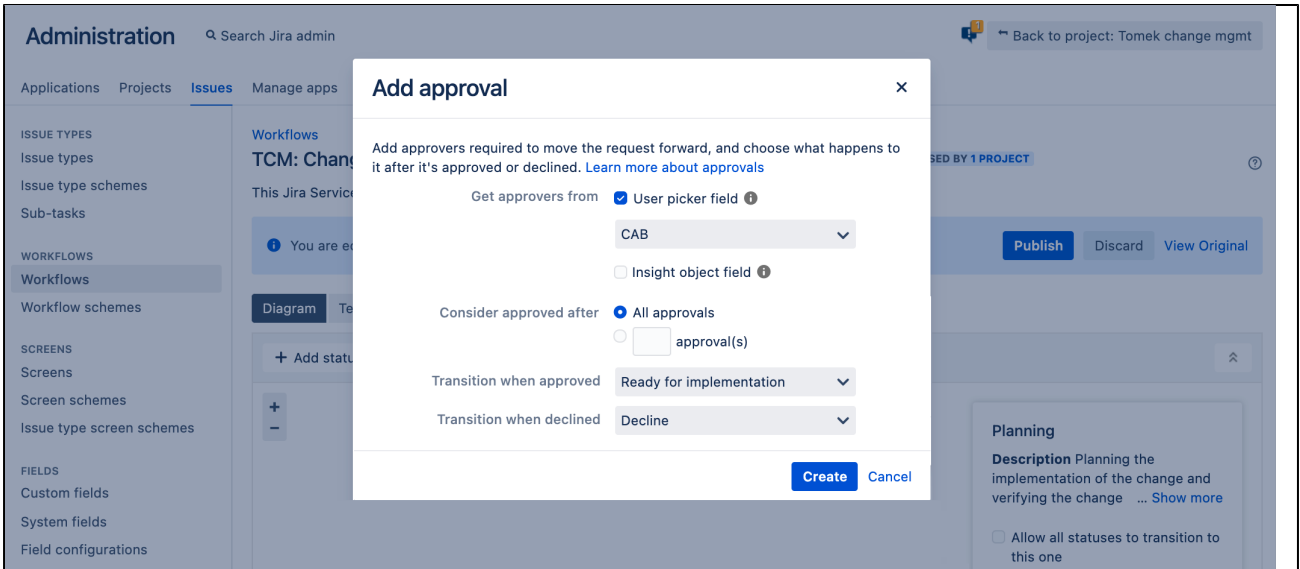 Administration
Search Jira admin
1
Back to project: Tomek change mgmt
Applications Projects Issues Manage apps
ISSUE TYPES
Issue types
Issue type schemes
Sub-tasks
WORKFLOWS
Workflows
Workflow schemes
SCREENS
Screens
Screen schemes
Issue type screen schemes
FIELDS
Custom fields
System fields
Field configurations
Workflows
TCM: Chang
SED BY 1 PROJECT
This Jira Service
You are e
Publish Discard View Original
Diagram Te
+ Add statu
Add approval
Add approvers required to move the request forward, and choose what happens to
it after it's approved or declined. Learn more about approvals
Get approvers from User picker field
CAB
Insight object field
Consider approved after All approvals
approval(s)
Transition when approved Ready for implementation
Transition when declined Decline
Create Cancel
Planning
Description Planning the
implementation of the change and
verifying the change ... Show more
Allow all statuses to transition to
this one